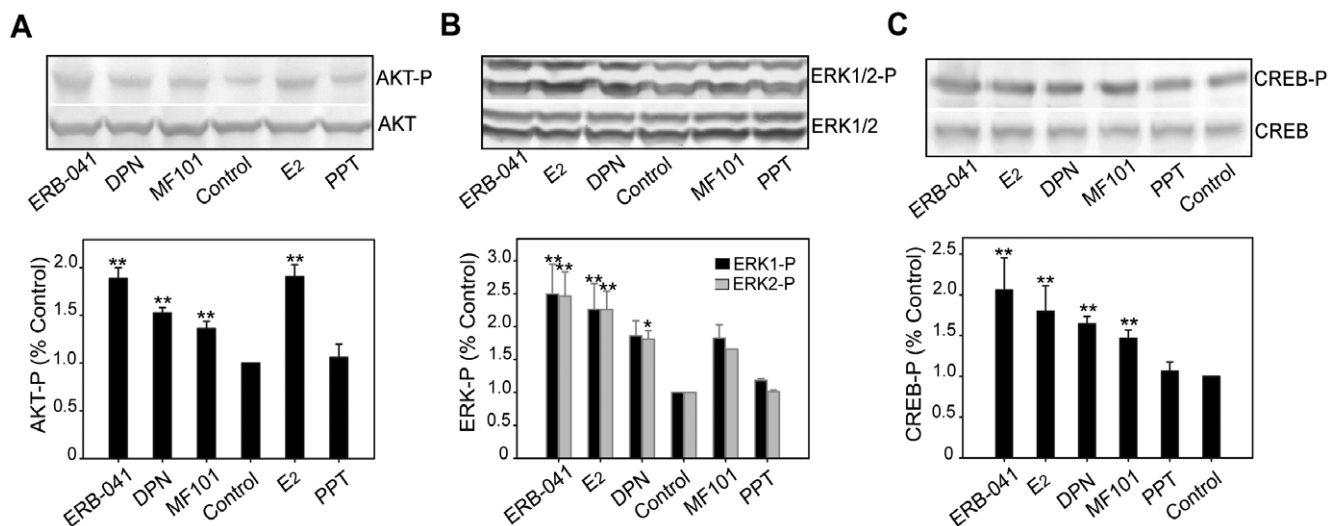 A
AKT-P
AKT
ERB-041 DPN MF101 Control E2 PPT
AKT-P (% Control)
2.0
1.5
1.0
0.5
0
** ** ** **
ERB-041 DPN MF101 Control E2 PPT
B
ERK1/2-P
ERK1/2
ERB-041 E2 DPN Control MF101 PPT
ERK-P (% Control)
3.0
2.5
2.0
1.5
1.0
0.5
0.0
** ** ** ** *
ERK1-P
ERK2-P
ERB-041 E2 DPN Control MF101 PPT
C
CREB-P
CREB
ERB-041 E2 DPN MF101 PPT Control
CREB-P (% Control)
2.5
2.0
1.5
1.0
0.5
0
** ** ** **
ERB-041 E2 DPN MF101 PPT Control